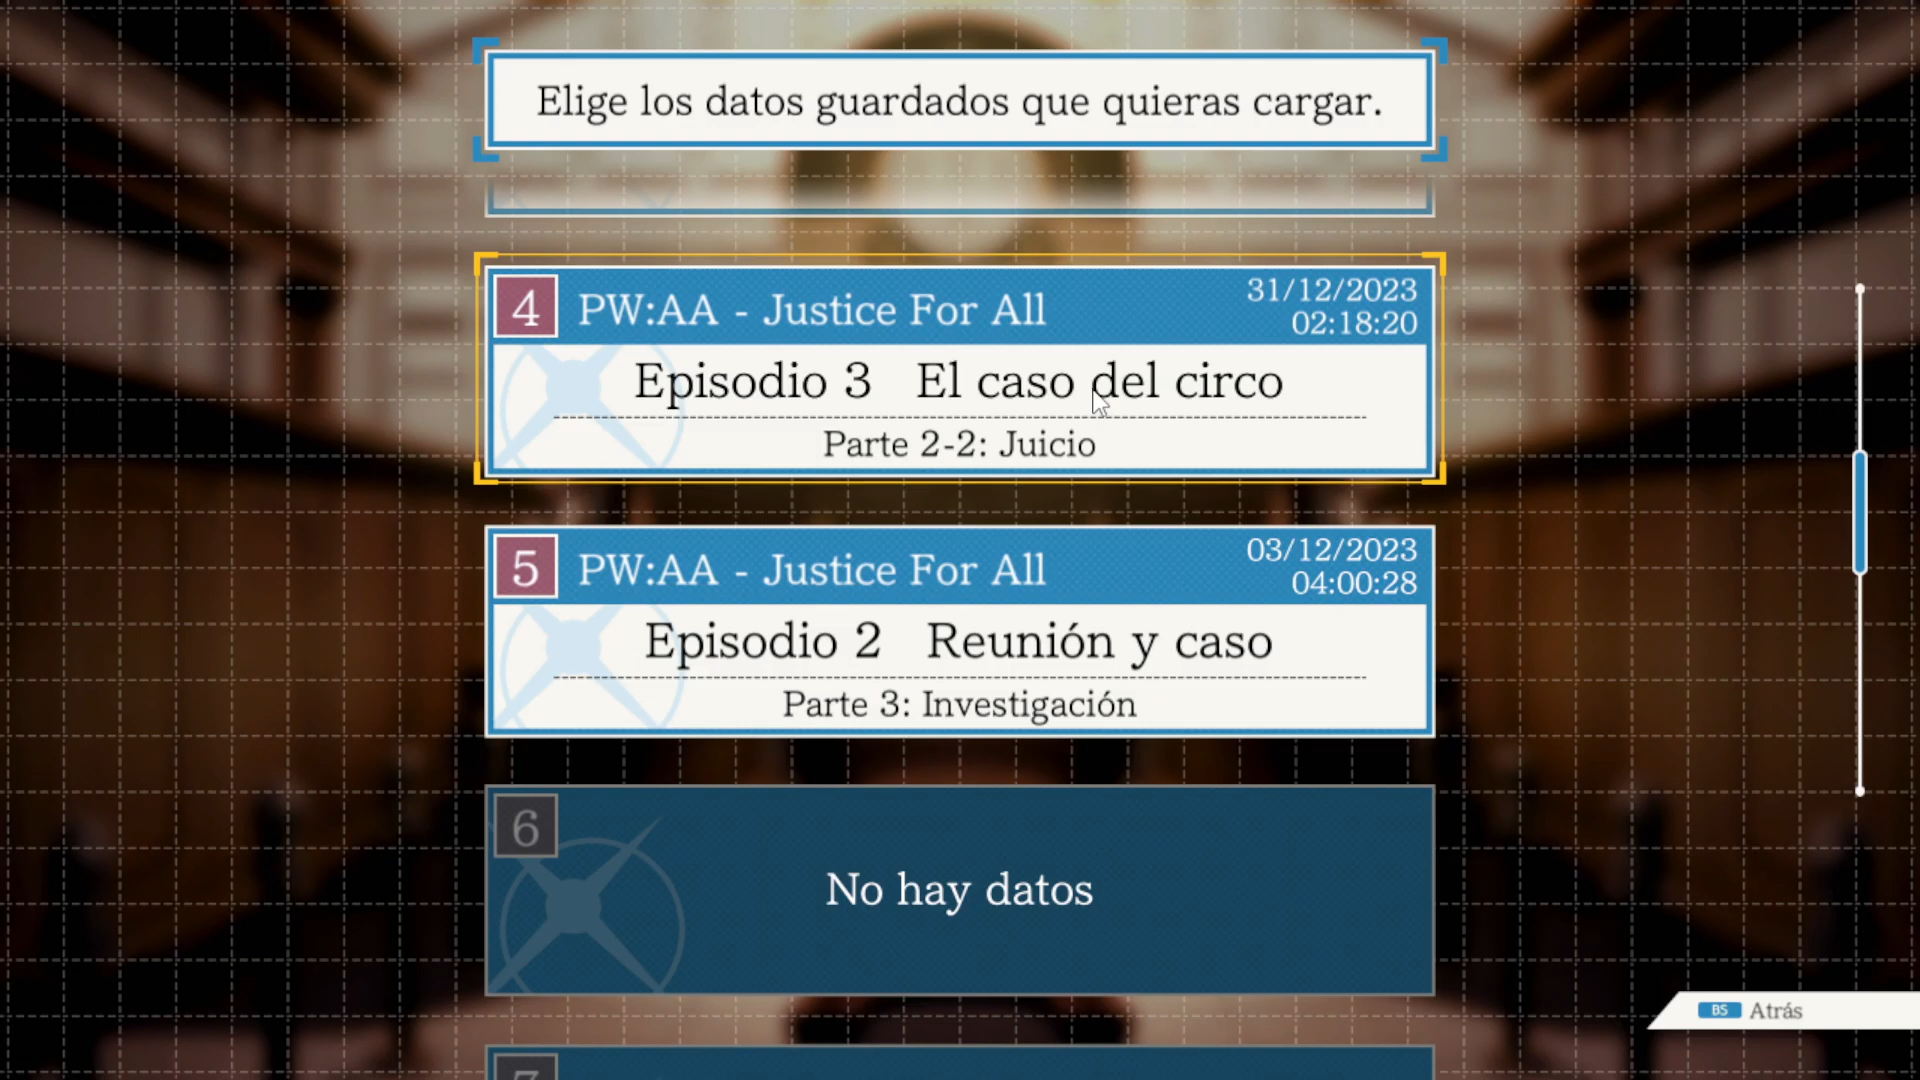 Elige los datos guardados que quieras cargar.
4 PW:AA - Justice For All 31/12/2023
02:18:20
Episodio 3 El caso del circo
Parte 2-2: Juicio
5 PW:AA - Justice For All 03/12/2023
04:00:28
Episodio 2 Reunión y caso
Parte 3: Investigación
6
No hay datos
7
BS Atrás